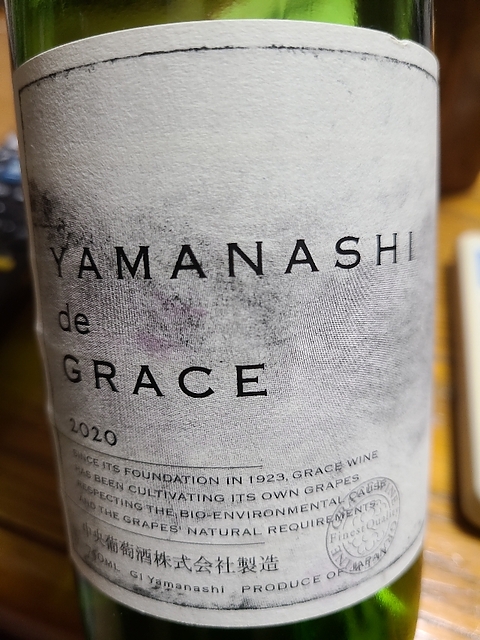 YAMANASHI
de
GRACE
2020
SINCE ITS FOUNDATION IN 1923, GRACE WINE
HAS BEEN CULTIVATING ITS OWN GRAPES
RESPECTING THE BIO-ENVIRONMENTAL CAUSE
AND THE GRAPES' NATURAL REQUIREMENTS
中央葡萄酒株式会社製造
GI Yamanashi PRODUCE OF
Finest Quality